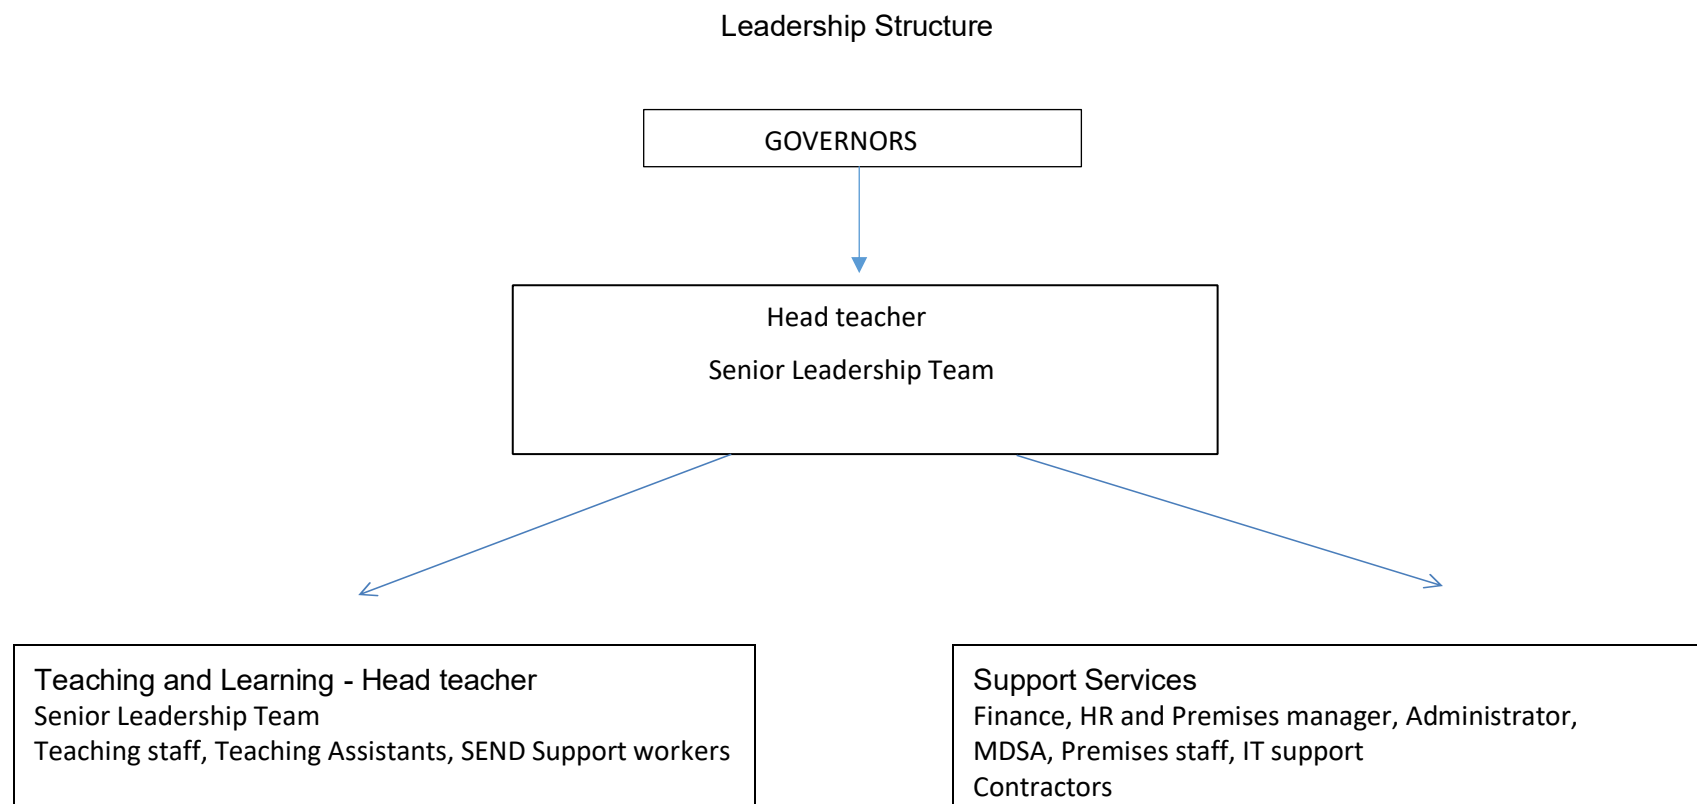 Leadership Structure
GOVERNORS
Head teacher
Senior Leadership Team
Teaching and Learning - Head teacher
Senior Leadership Team
Teaching staff, Teaching Assistants, SEND Support workers
Support Services
Finance, HR and Premises manager, Administrator,
MDSA, Premises staff, IT support
Contractors